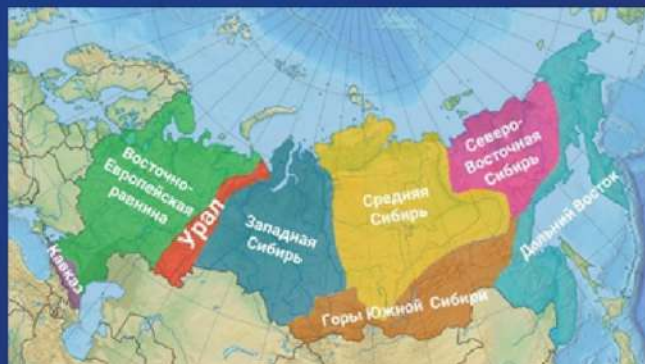 Восточно-
Европейская
равнина
Кавказ
Урал
Западная
Сибирь
Средняя
Сибирь
Северо-
Восточная
Сибирь
Горы Южной Сибири
Дальний Восток